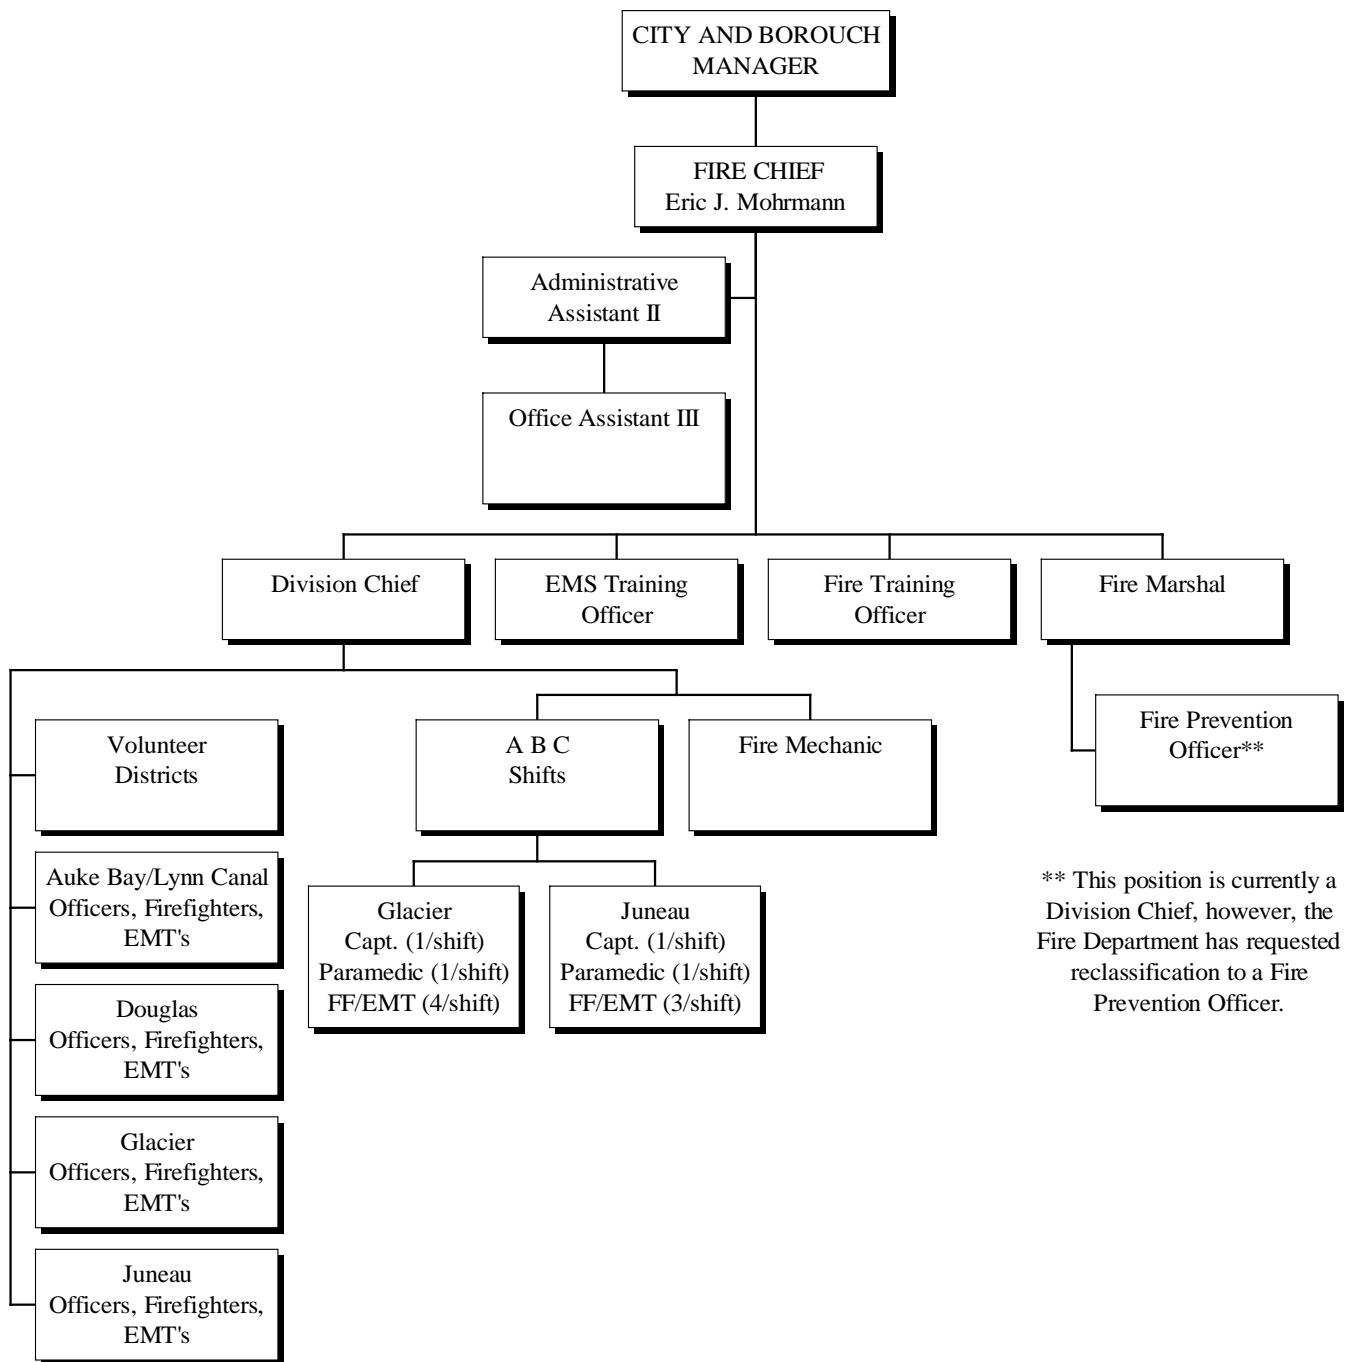 CITY AND BOROUCH
MANAGER
FIRE CHIEF
Eric J. Mohrmann
Administrative
Assistant II
Office Assistant III
Division Chief
EMS Training
Officer
Fire Training
Officer
Fire Marshal
Fire Prevention
Officer**
Volunteer
Districts
A B C
Shifts
Fire Mechanic
Auke Bay/Lynn Canal
Officers, Firefighters,
EMT's
Glacier
Capt. (1/shift)
Paramedic (1/shift)
FF/EMT (4/shift)
Juneau
Capt. (1/shift)
Paramedic (1/shift)
FF/EMT (3/shift)
** This position is currently a
Division Chief, however, the
Fire Department has requested
reclassification to a Fire
Prevention Officer.
Douglas
Officers, Firefighters,
EMT's
Glacier
Officers, Firefighters,
EMT's
Juneau
Officers, Firefighters,
EMT's